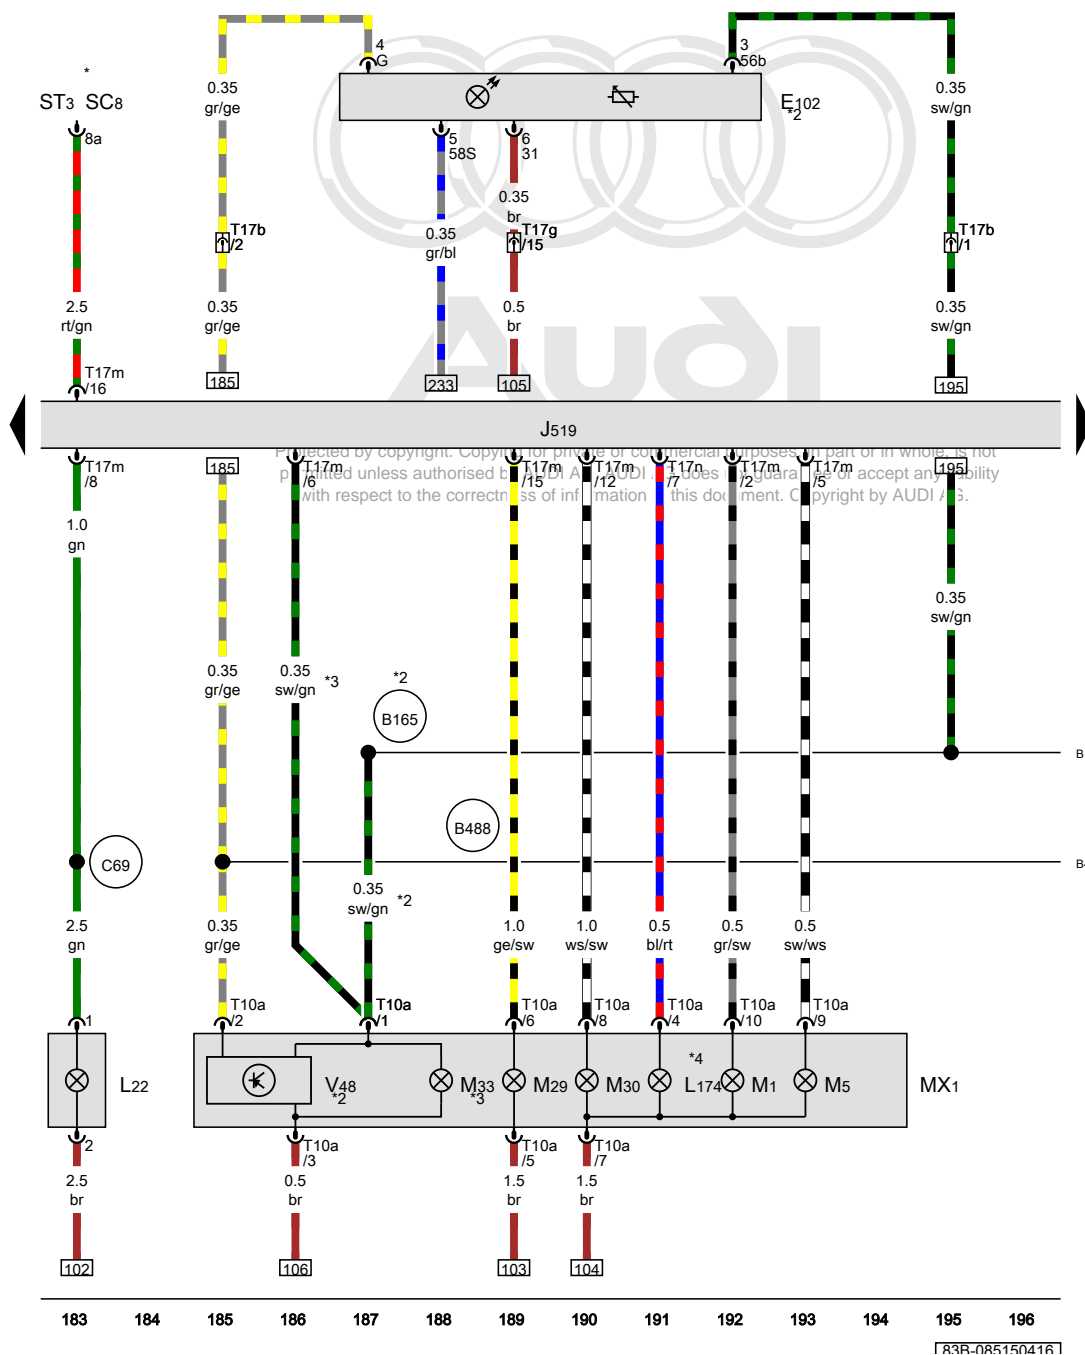 4
G
3
56b
*
ST3 SC8
8a
0.35
gr/ge
E102
*2
0.35
sw/gn
5
58S
6
31
0.35
br
0.35
gr/bl
T17b
/2
T17g
/15
T17b
/1
2.5
rt/gn
0.35
gr/ge
0.5
br
0.35
sw/gn
Audi
T17m
/16
185
233
105
195
J519
Protected by copyright. Copying for private or commercial purposes, in part or in whole, is not
permitted unless authorised by AUDI AG. AUDI AG does not guarantee or accept any liability
with respect to the correctness of information in this document. Copyright by AUDI AG.
T17m
/8
185
T17m
/6
T17m
/15
T17m
/12
T17n
/7
T17m
/2
T17m
/5
195
1.0
gn
0.35
sw/gn
0.35
gr/ge
0.35
sw/gn
*3
*2
B165
B488
C69
0.35
sw/gn
*2
2.5
gn
0.35
gr/ge
1.0
ge/sw
1.0
ws/sw
0.5
bl/rt
0.5
gr/sw
0.5
sw/ws
1
T10a
/2
T10a
/1
T10a
/6
T10a
/8
T10a
/4
T10a
/10
T10a
/9
L22
V48
*2
M33
*3
M29
M30
*4
L174
M1
M5
MX1
2
T10a
/3
T10a
/5
T10a
/7
2.5
br
0.5
br
1.5
br
1.5
br
102
106
103
104
183 184 185 186 187 188 189 190 191 192 193 194 195 196
83B-085150416